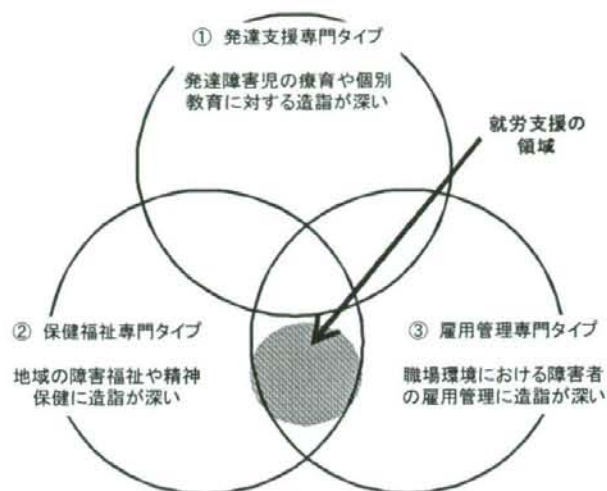 ① 発達支援専門タイプ
発達障害児の療育や個別
教育に対する造詣が深い
就労支援の
領域
② 保健福祉専門タイプ
地域の障害福祉や精神
保健に造詣が深い
③ 雇用管理専門タイプ
職場環境における障害者
の雇用管理に造詣が深い